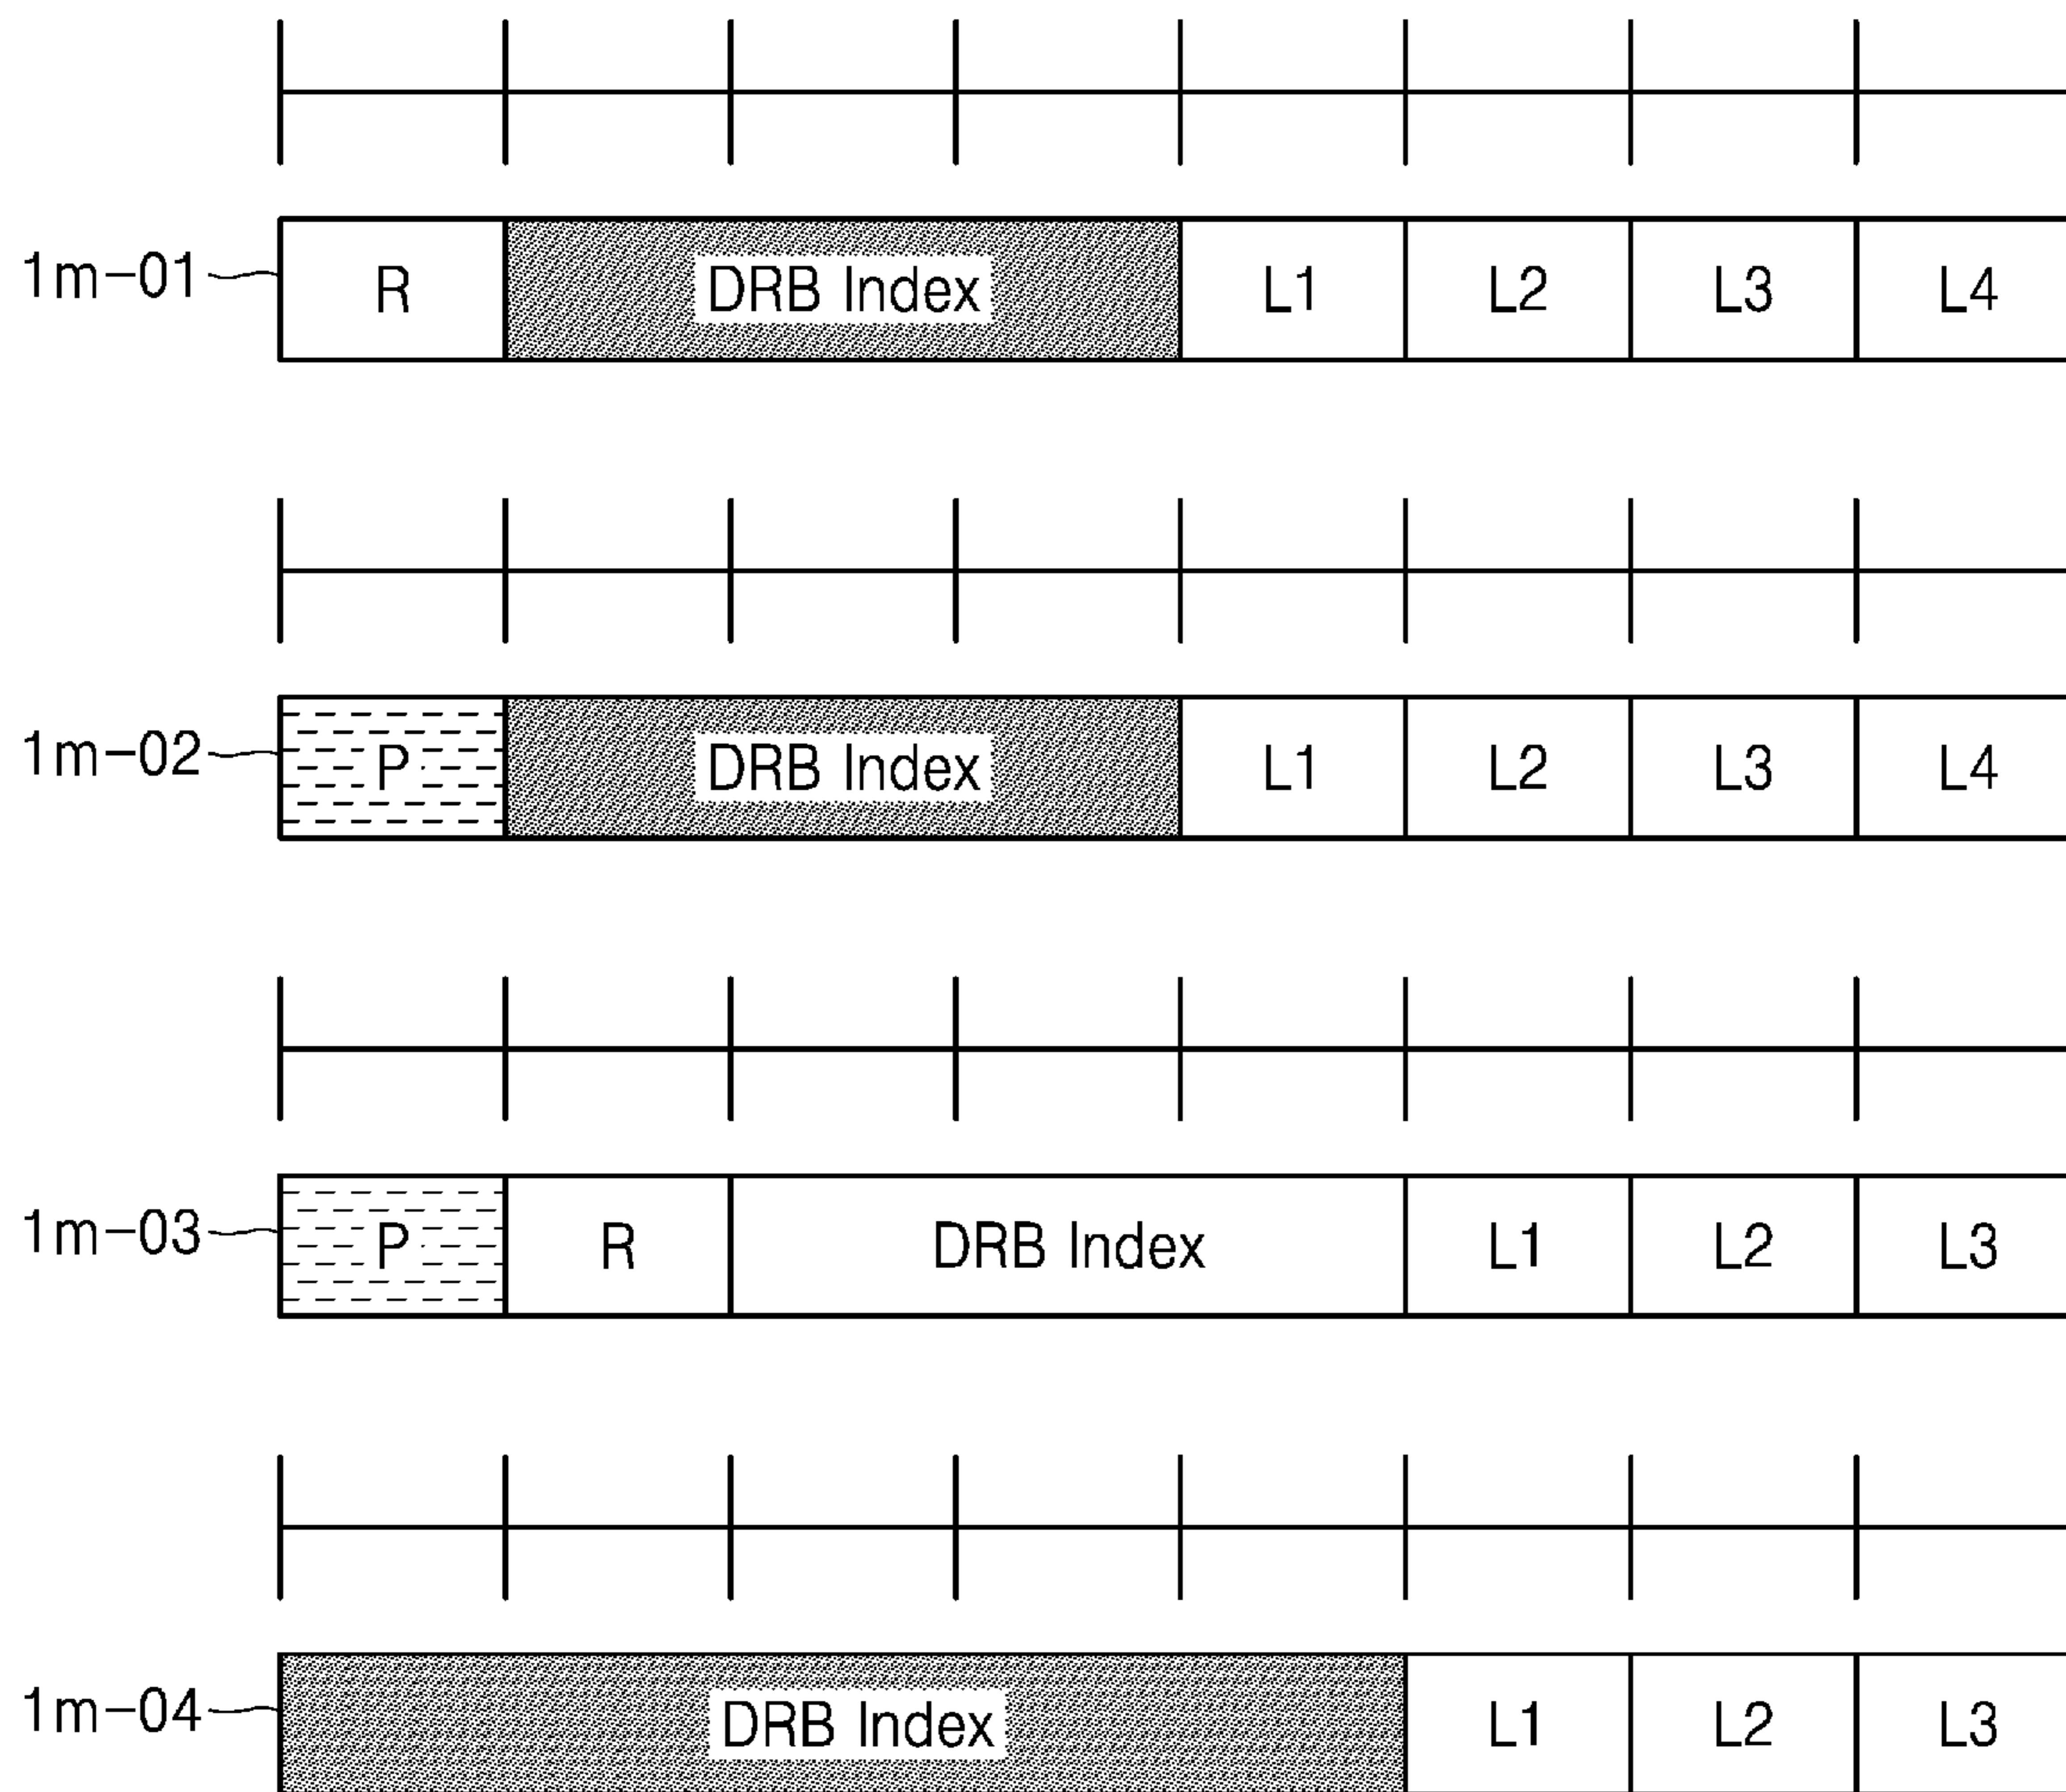 1m-01 R DRB Index L1 L2 L3 L4
1m-02 P DRB Index L1 L2 L3 L4
1m-03 P R DRB Index L1 L2 L3
1m-04 DRB Index L1 L2 L3